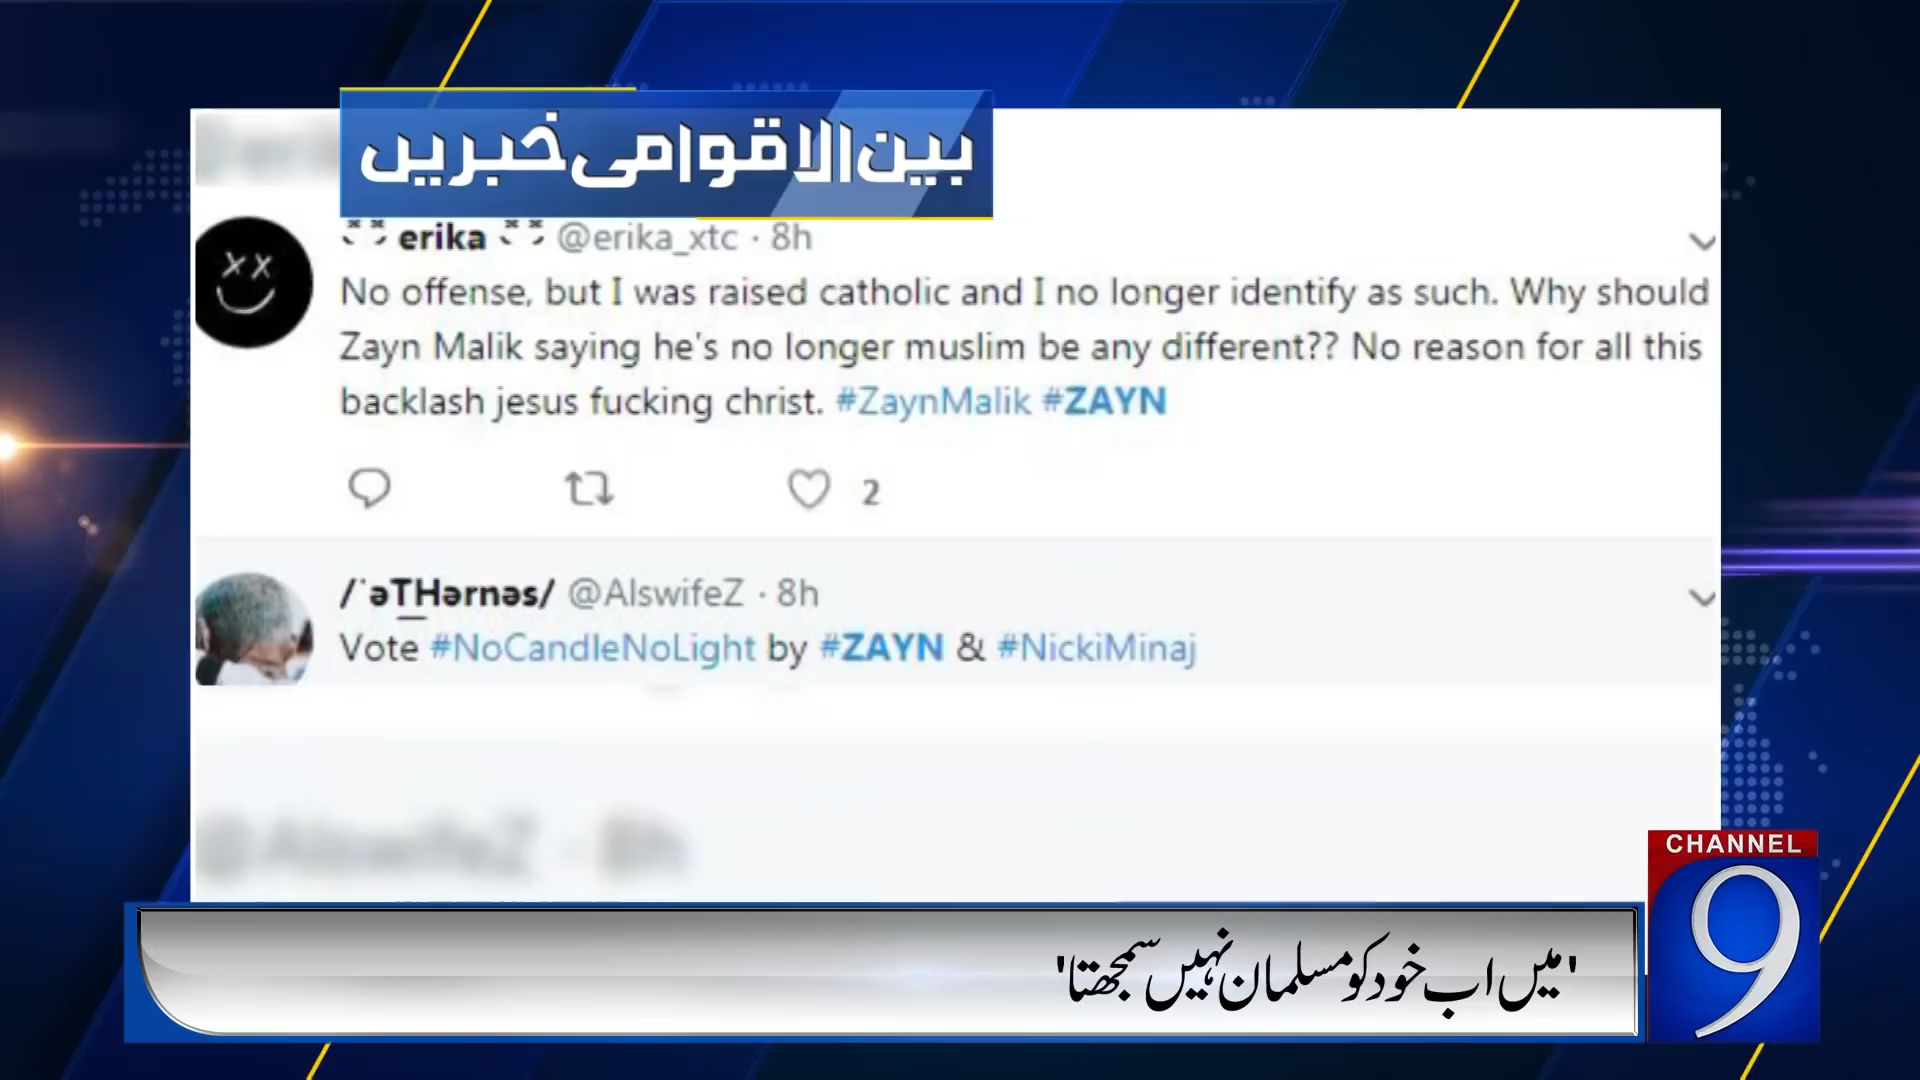 بین الاقوامی خبریں
erika @erika_xtc · 8h
No offense, but I was raised catholic and I no longer identify as such. Why should
Zayn Malik saying he's no longer muslim be any different?? No reason for all this
backlash jesus fucking christ. #ZaynMalik #ZAYN
2
/ˈəTHərnəs/ @AlswifeZ · 8h
Vote #NoCandleNoLight by #ZAYN & #NickiMinaj
@AlswifeZ · 8h
CHANNEL
9
'میں اب خود کو مسلمان نہیں سمجھتا'